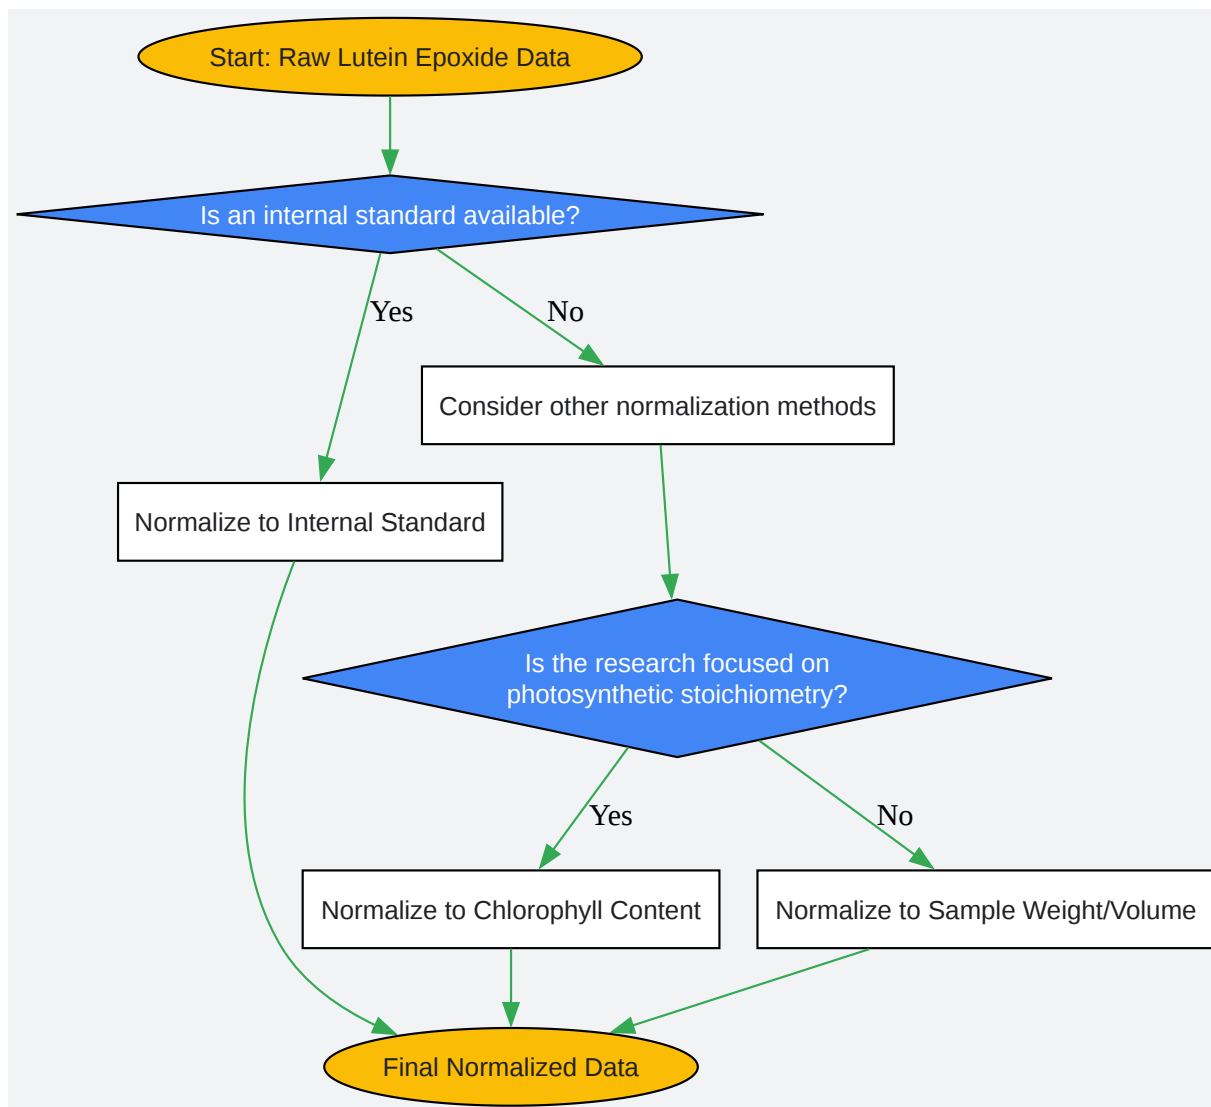 Start: Raw Lutein Epoxide Data
Is an internal standard available?
Yes
No
Consider other normalization methods
Normalize to Internal Standard
Is the research focused on
photosynthetic stoichiometry?
Yes
No
Normalize to Chlorophyll Content
Normalize to Sample Weight/Volume
Final Normalized Data